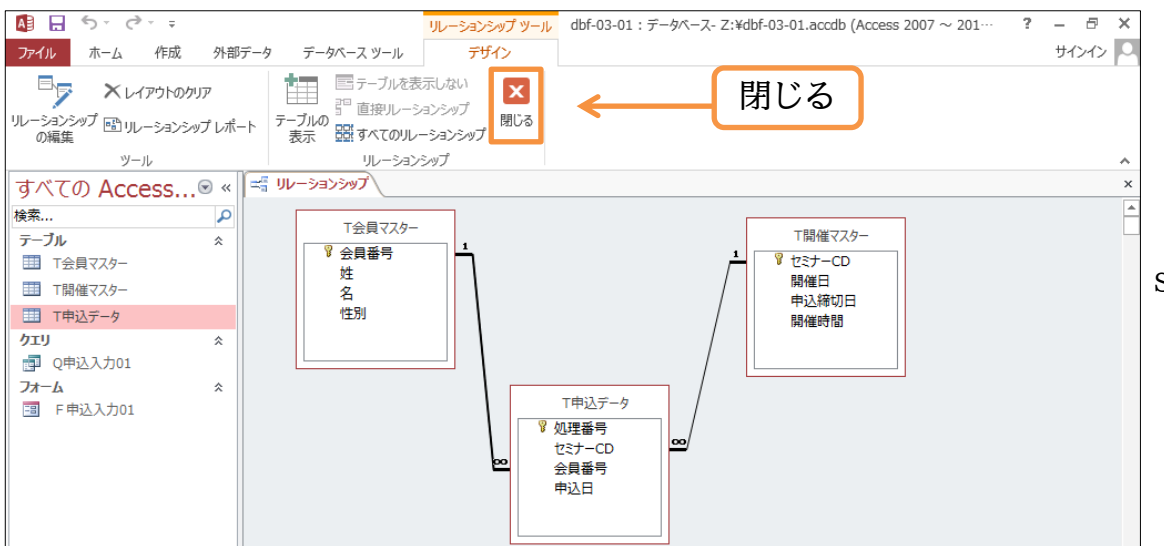 リレーションシップ ツール
dbf-03-01 : データベース- Z:¥dbf-03-01.accdb (Access 2007 ～ 201…
?
ファイル
ホーム
作成
外部データ
データベース ツール
デザイン
サインイン
リレーションシップ
の編集
レイアウトのクリア
リレーションシップ レポート
ツール
テーブルの
表示
テーブルを表示しない
直接リレーションシップ
すべてのリレーションシップ
閉じる
リレーションシップ
閉じる
すべての Access...
«
検索...
テーブル
T会員マスター
T開催マスター
T申込データ
クエリ
Q申込入力01
フォーム
F申込入力01
リレーションシップ
T会員マスター
会員番号
姓
名
性別
1
∞
T申込データ
処理番号
セミナーCD
会員番号
申込日
∞
1
T開催マスター
セミナーCD
開催日
申込締切日
開催時間
S